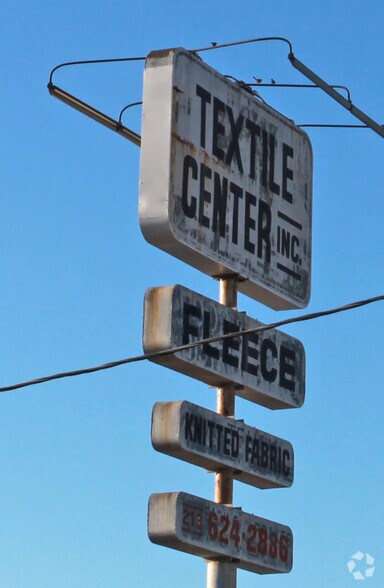 TEXTILE
CENTER INC.
FLEECE
KNITTED FABRIC
213 624-2886